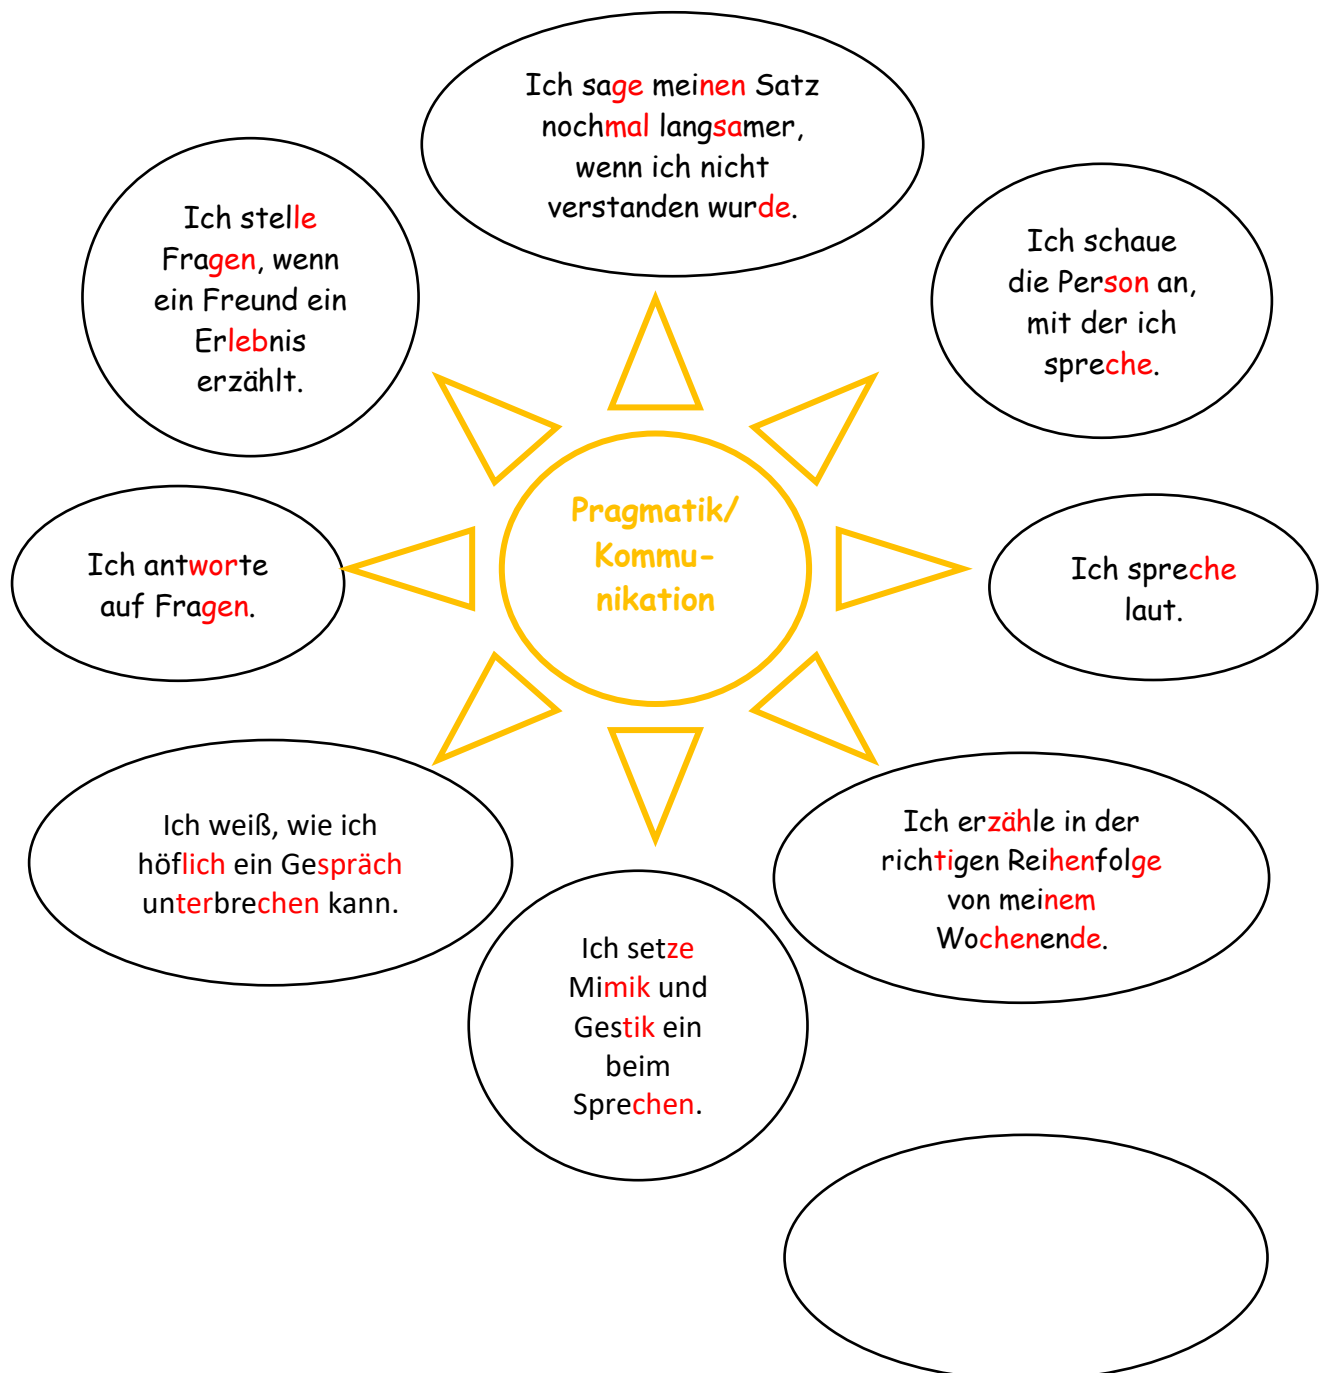 Ich sage meinen Satz
nochmal langsamer,
wenn ich nicht
verstanden wurde.
Ich stelle
Fragen, wenn
ein Freund ein
Erlebnis
erzählt.
Ich schaue
die Person an,
mit der ich
spreche.
Pragmatik/
Kommu-
nikation
Ich antworte
auf Fragen.
Ich spreche
laut.
Ich weiß, wie ich
höflich ein Gespräch
unterbrechen kann.
Ich erzähle in der
richtigen Reihenfolge
von meinem
Wochenende.
Ich setze
Mimik und
Gestik ein
beim
Sprechen.